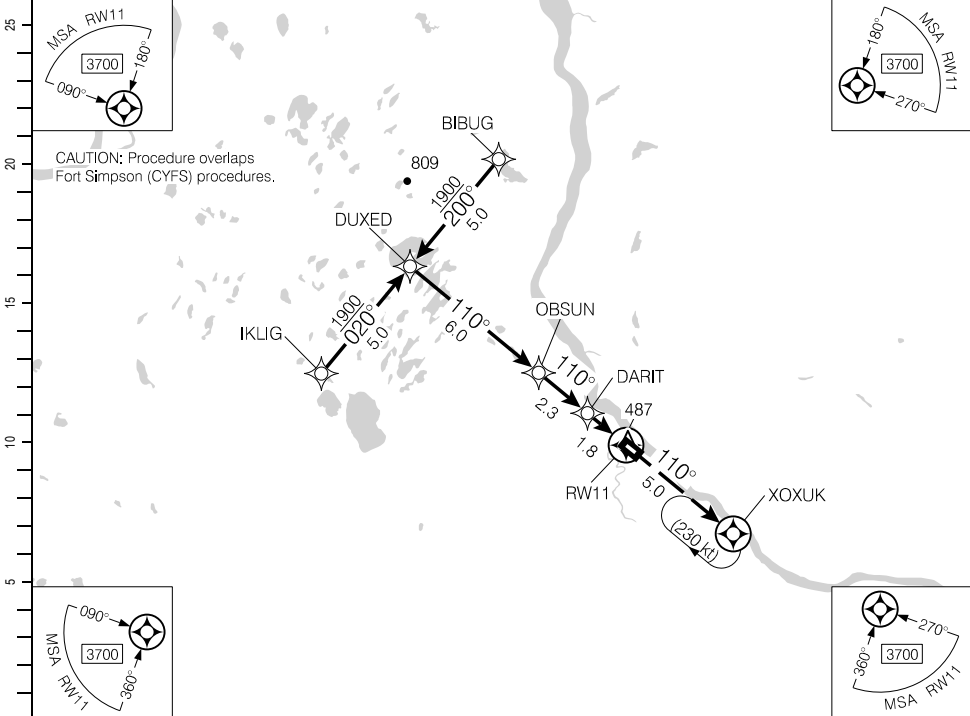 25
MSA RW11
3700
180°
090°
MSA RW11
3700
180°
270°
20
CAUTION: Procedure overlaps
Fort Simpson (CYFS) procedures.
BIBUG
809
1900
200°
5.0
DUXED
15
1900
020°
5.0
IKLIG
110°
6.0
OBSUN
110°
2.3
DARIT
487
1.8
10
RW11
110°
5.0
XOXUK
(230 kt)
5
090°
3700
360°
MSA RW11
270°
3700
360°
MSA RW11